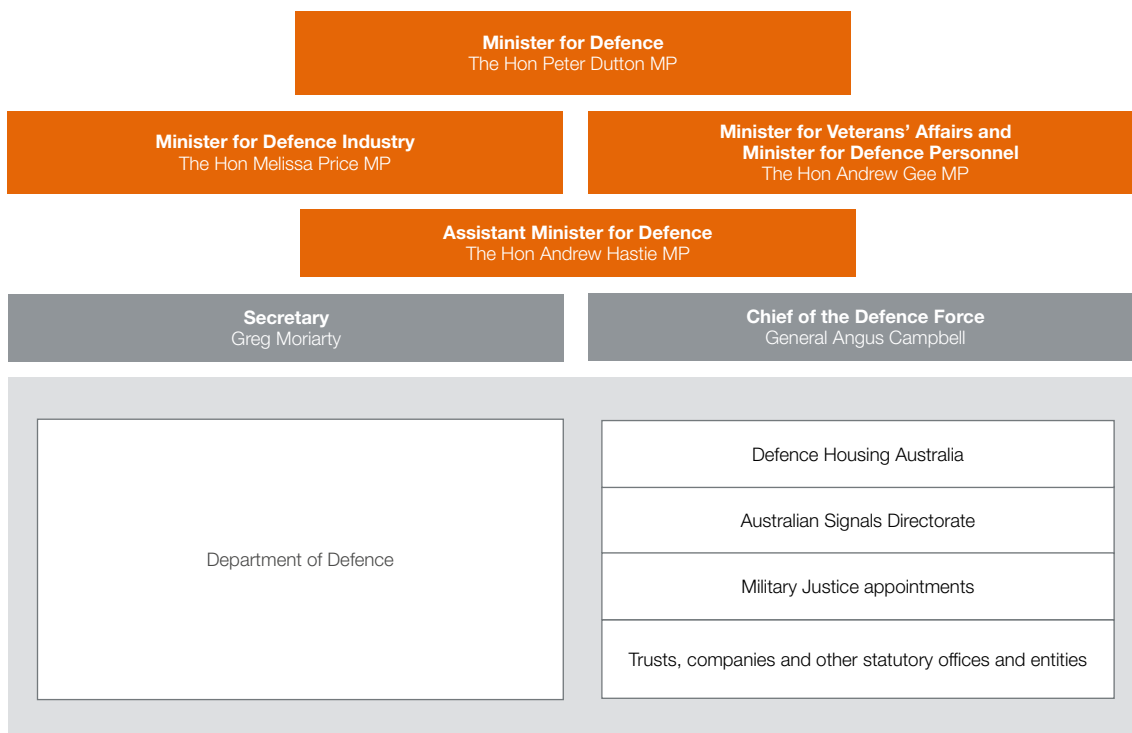 Minister for Defence
The Hon Peter Dutton MP
Minister for Defence Industry
The Hon Melissa Price MP
Minister for Veterans' Affairs and
Minister for Defence Personnel
The Hon Andrew Gee MP
Assistant Minister for Defence
The Hon Andrew Hastie MP
Secretary
Greg Moriarty
Chief of the Defence Force
General Angus Campbell
Department of Defence
Defence Housing Australia
Australian Signals Directorate
Military Justice appointments
Trusts, companies and other statutory offices and entities